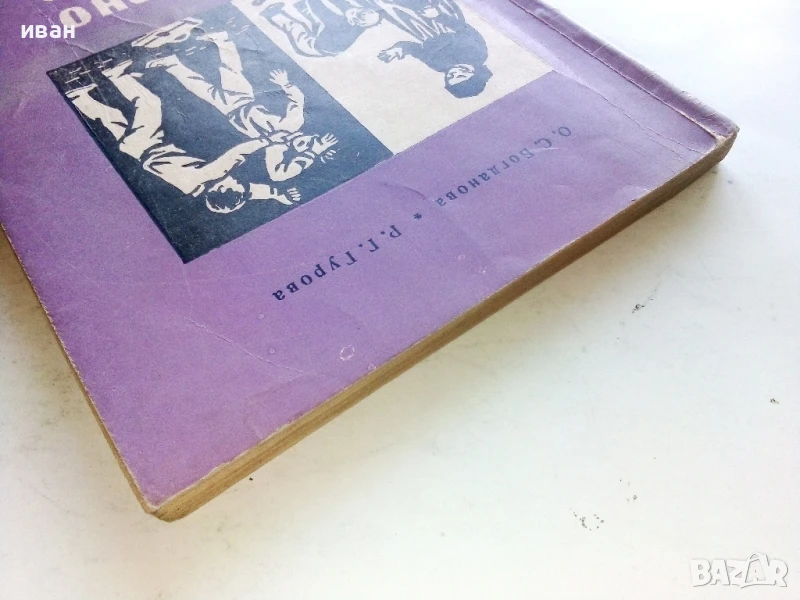 иван
О. С. Богданова * Р. Г. Гурова
BAZAR